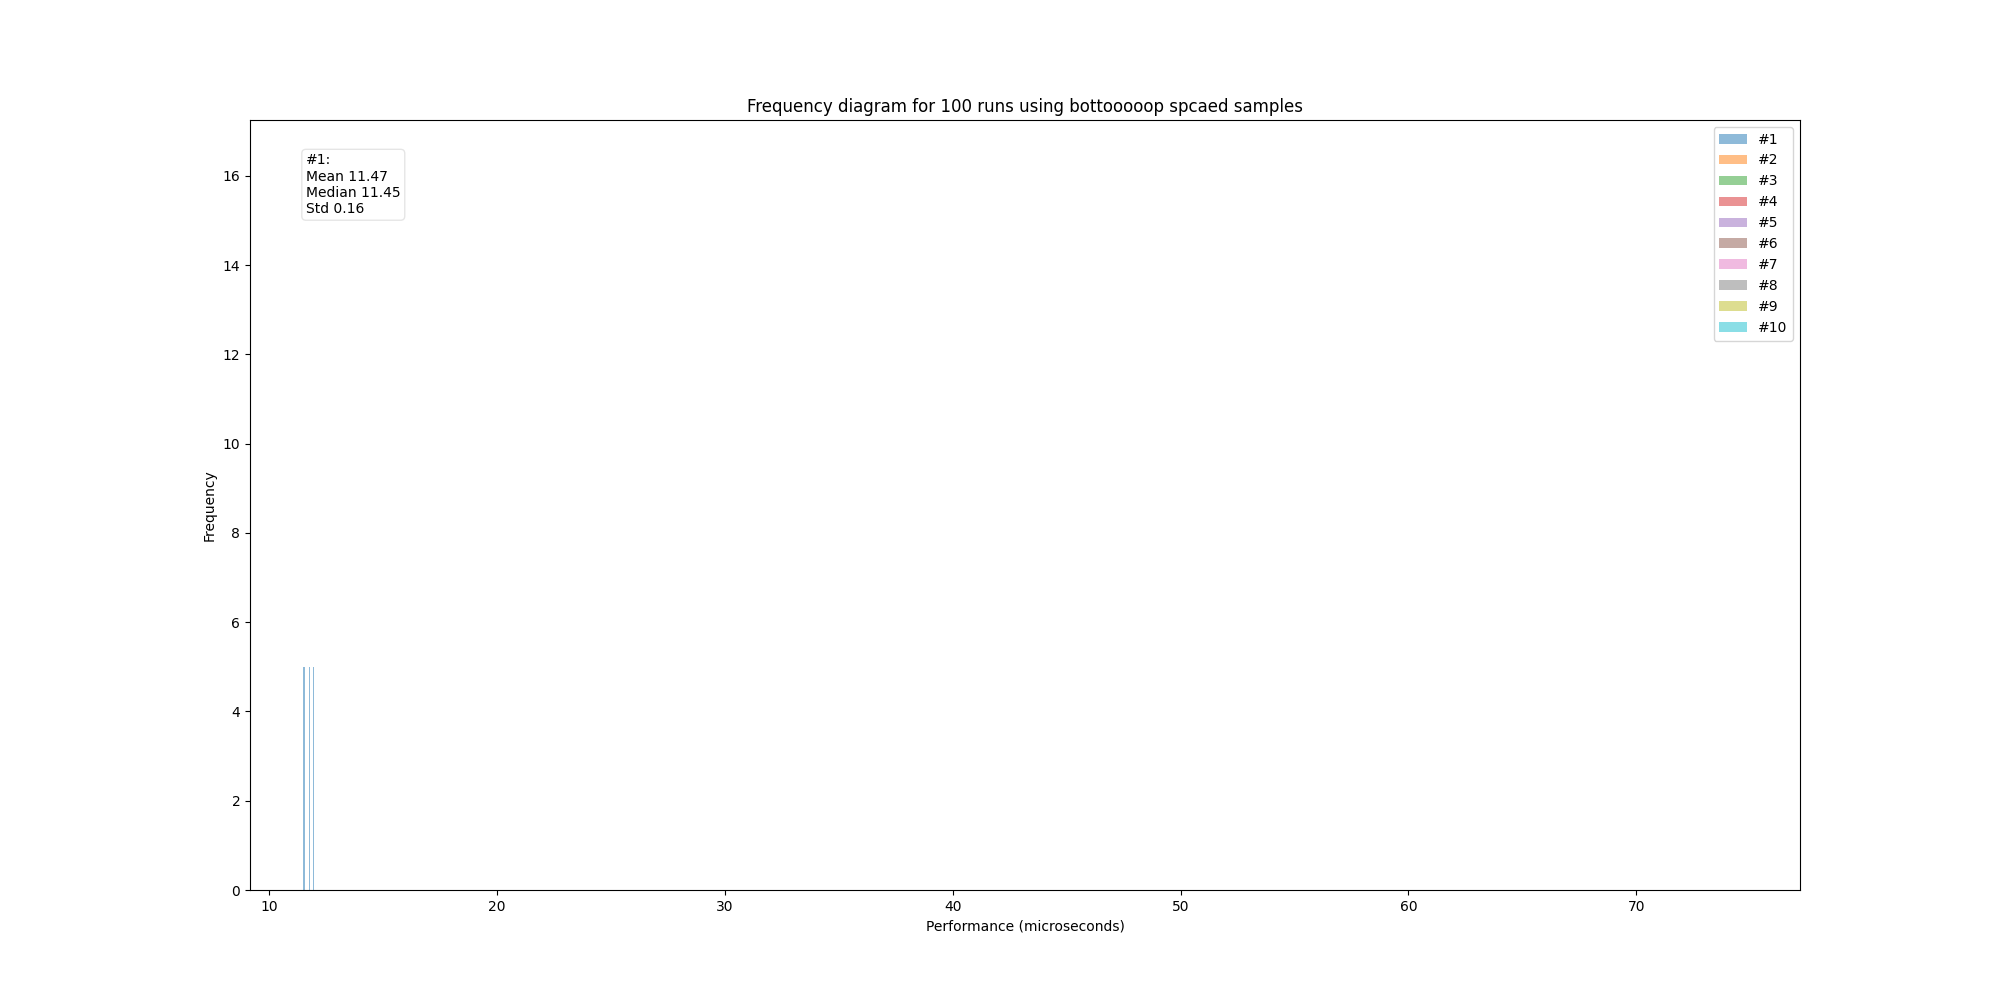 Frequency diagram for 100 runs using bottooooop spcaed samples
#1:
Mean 11.47
Median 11.45
Std 0.16
#1
#2
#3
#4
#5
#6
#7
#8
#9
#10
16
14
12
10
8
6
4
2
0
Frequency
10 20 30 40 50 60 70
Performance (microseconds)